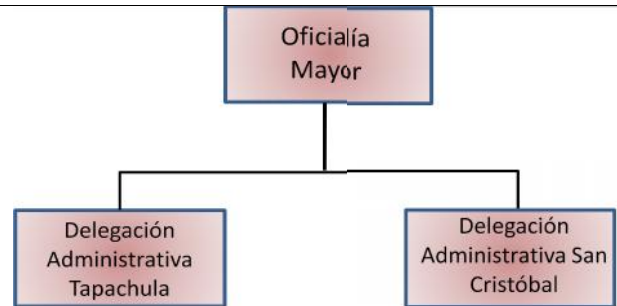 Oficialía
Mayor
Delegación
Administrativa
Tapachula
Delegación
Administrativa San
Cristóbal